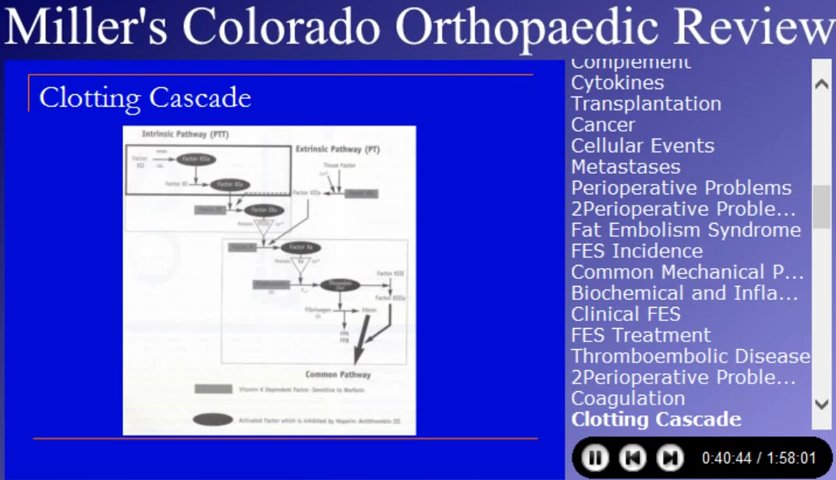 Miller's Colorado Orthopaedic Review
Clotting Cascade
Intrinsic Pathway (PTT)
Extrinsic Pathway (PT)
Factor
XII
Factor XIIa
Tissue Factor
Factor XI
Factor XIa
Factor VIIa
Factor IXa
Factor Xa
Factor XIII
Thrombin
Factor XIIIa
Fibrinogen
Fibrin
FPA
FPB
Common Pathway
Vitamin K Dependent Factor -Sensitive to Warfarin
Activated Factor which is inhibited by Heparin: Antithrombin III
Complement
Cytokines
Transplantation
Cancer
Cellular Events
Metastases
Perioperative Problems
2Perioperative Proble...
Fat Embolism Syndrome
FES Incidence
Common Mechanical P...
Biochemical and Infla...
Clinical FES
FES Treatment
Thromboembolic Disease
2Perioperative Proble...
Coagulation
Clotting Cascade
0:40:44 / 1:58:01